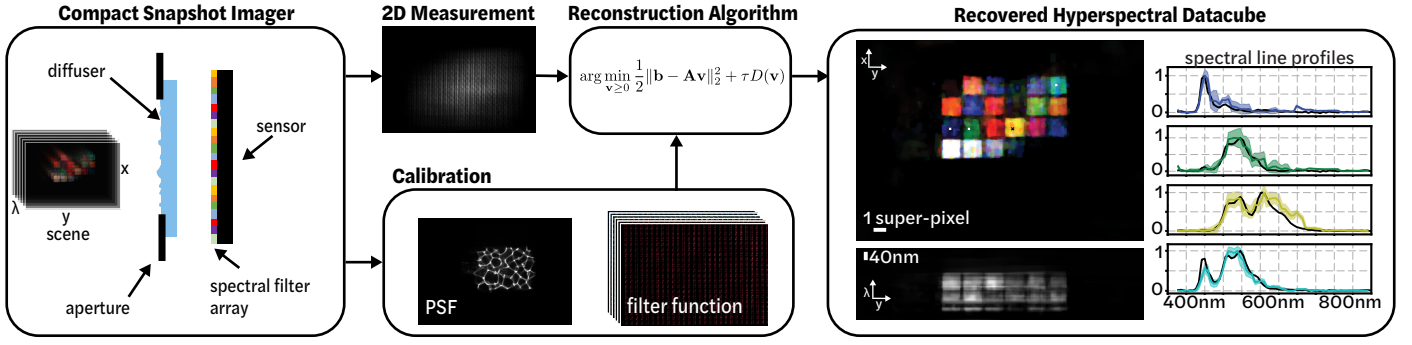 Compact Snapshot Imager
diffuser
sensor
x
λ
y
scene
aperture
spectral filter
array
2D Measurement
Reconstruction Algorithm
arg min 1/2 ‖b − Av‖₂² + τD(v)
v≥0
Calibration
PSF
filter function
Recovered Hyperspectral Datacube
x
y
1 super-pixel
40nm
λ
y
spectral line profiles
1
0
1
0
1
0
1
0
400nm 600nm 800nm